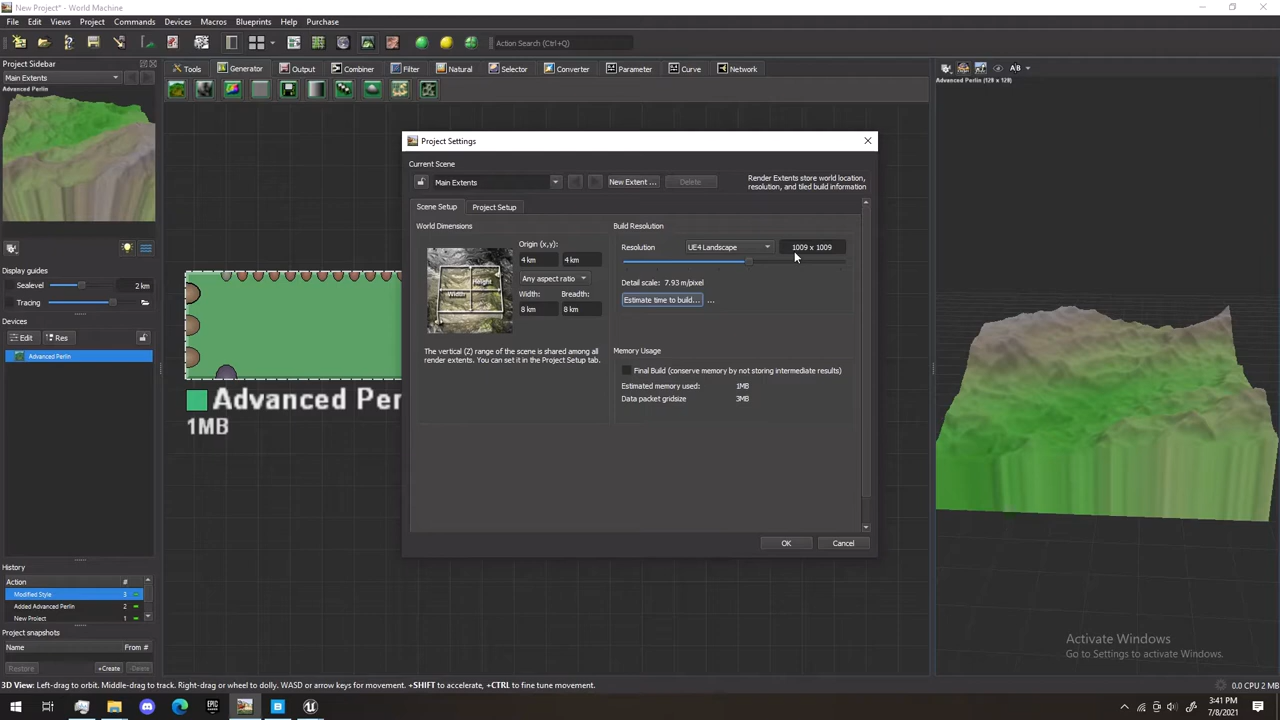 New Project* - World Machine
File Edit Views Project Commands Devices Macros Blueprints Help Purchase
Action Search (Ctrl+Q)
Project Sidebar
Main Extents
Advanced Perlin
Tools Generator Output Combiner Filter Natural Selector Converter Parameter Curve Network
A'B
Advanced Perlin (128 x 128)
Project Settings
Current Scene
Main Extents
New Extent ...
Delete
Render Extents store world location,
resolution, and tiled build information
Scene Setup Project Setup
World Dimensions
Height
Width
Origin (x,y):
4 km 4 km
Any aspect ratio
Width: Breadth:
8 km 8 km
The vertical (Z) range of the scene is shared among all
render extents. You can set it in the Project Setup tab.
Build Resolution
Resolution UE4 Landscape 1009 x 1009
Detail scale: 7.93 m/pixel
Estimate time to build... ...
Memory Usage
Final Build (conserve memory by not storing intermediate results)
Estimated memory used: 1MB
Data packet gridsize 3MB
OK Cancel
Display guides
Sealevel 2 km
Tracing
Devices
Edit Res
Advanced Perlin
Advanced Per
1MB
History
Action #
Modified Style 3
Added Advanced Perlin 2
New Project 1
Project snapshots
Name From #
Restore +Create -Delete
Activate Windows
Go to Settings to activate Windows.
3D View: Left-drag to orbit. Middle-drag to track. Right-drag or wheel to dolly. WASD or arrow keys for movement. +SHIFT to accelerate, +CTRL to fine tune movement.
0.0 CPU 2 MB
EPIC
3:41 PM
7/8/2021